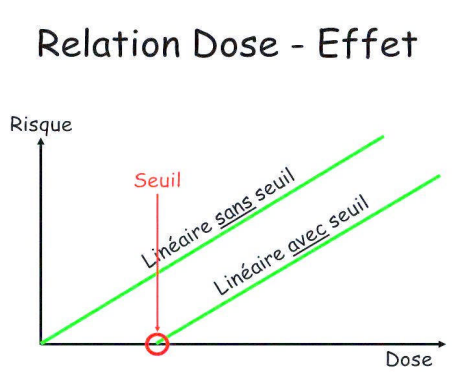 Relation Dose - Effet
Risque
Seuil
Linéaire sans seuil
Linéaire avec seuil
Dose